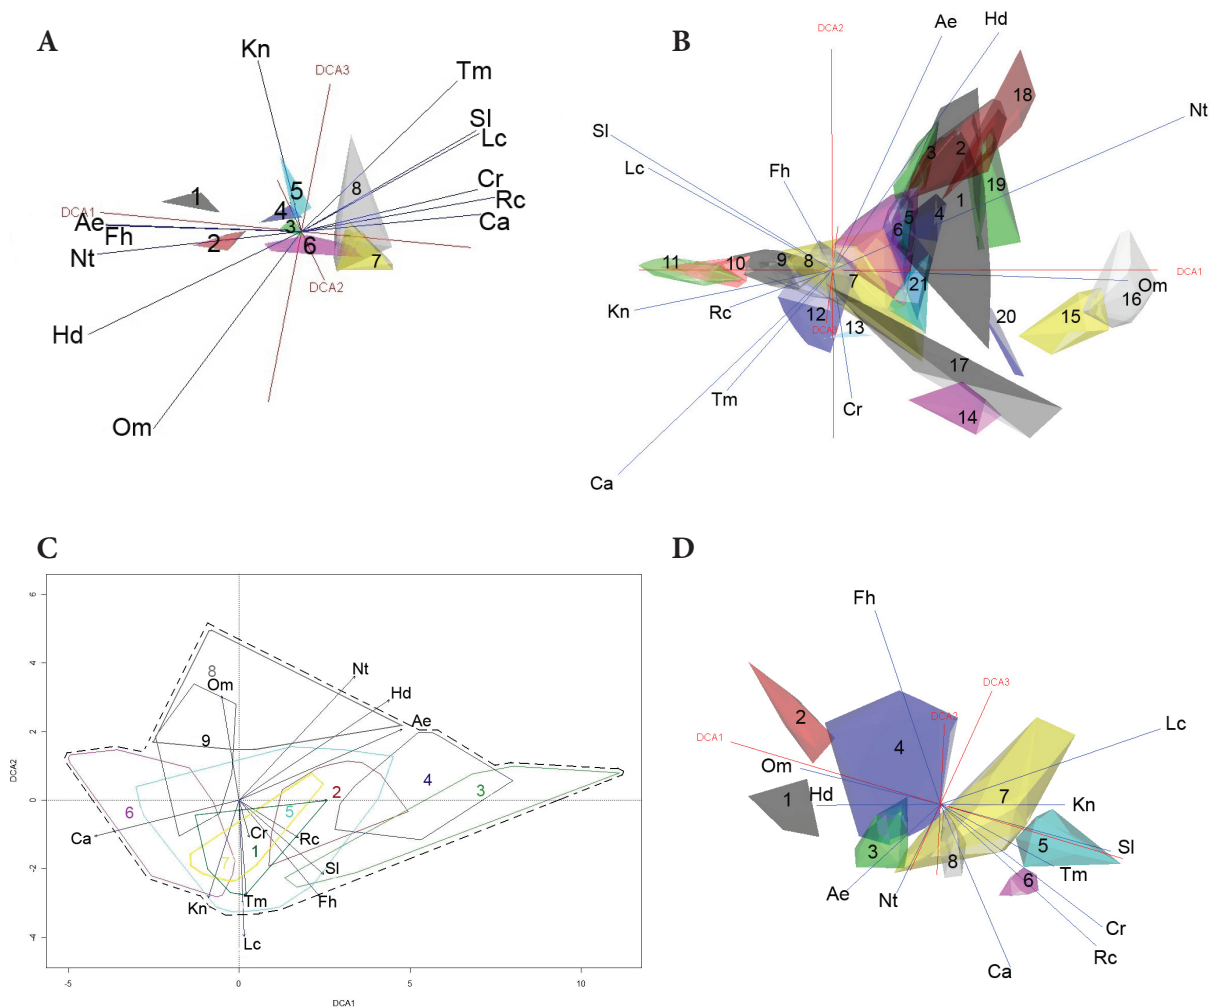 A
Kn
DCA3
Tm
Sl
Lc
Cr
Rc
Ca
1
5
8
4
3
DCA1
Ae
Fh
2
6
Nt
7
DCA2
Hd
Om
B
DCA2
Ae
Hd
18
Nt
Sl
Lc
Fh
3
2
19
1
5
4
6
11
10
9
8
7
21
DCA1
Om
16
Kn
Rc
12
13
20
15
17
Tm
Cr
14
Ca
C
6
4
2
0
-2
-4
DCA2
8
Om
Nt
Hd
Ae
9
4
2
3
5
6
Ca
Cr
Rc
1
7
Sl
Kn
Tm
Fh
Lc
-5
0
5
10
DCA1
D
Fh
DCA3
2
DCA2
Lc
DCA1
4
Om
Hd
1
7
Kn
3
5
Sl
8
Tm
6
Ae
Nt
Cr
Rc
Ca